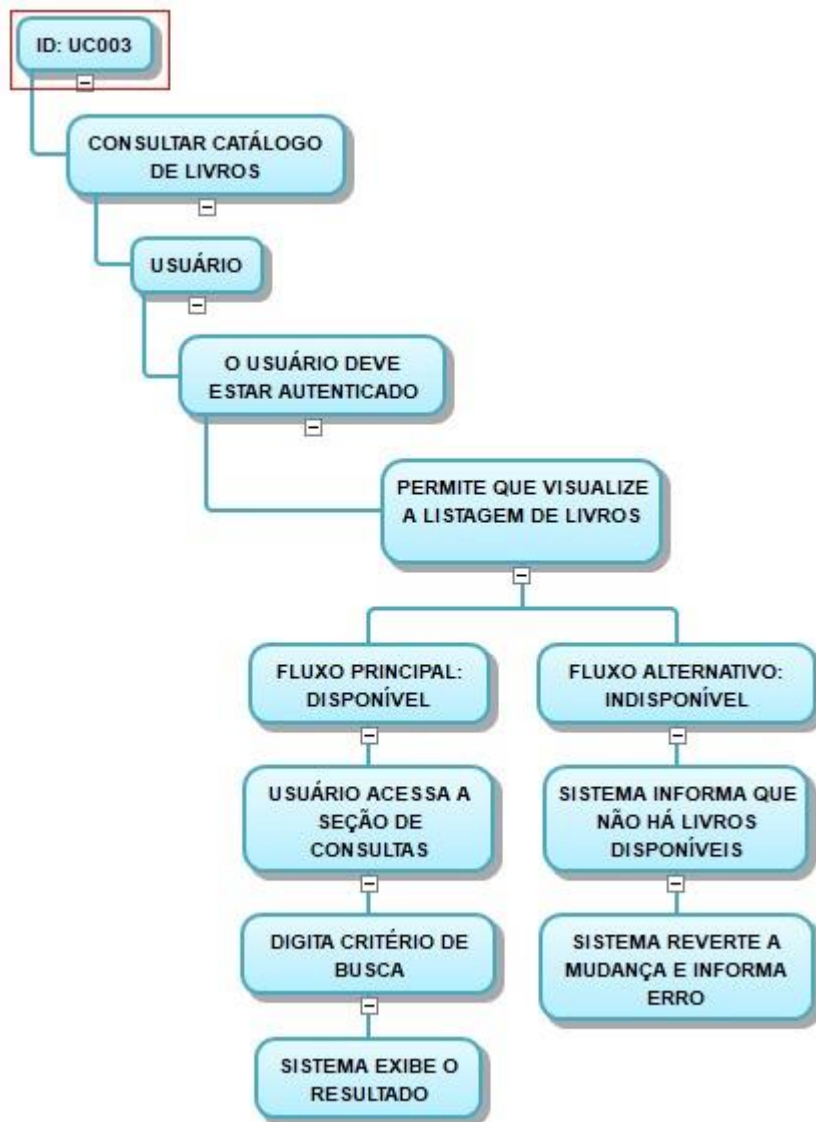 ID: UC003
CONSULTAR CATÁLOGO
DE LIVROS
USUÁRIO
O USUÁRIO DEVE
ESTAR AUTENTICADO
PERMITE QUE VISUALIZE
A LISTAGEM DE LIVROS
FLUXO PRINCIPAL:
DISPONÍVEL
USUÁRIO ACESSA A
SEÇÃO DE
CONSULTAS
DIGITA CRITÉRIO DE
BUSCA
SISTEMA EXIBE O
RESULTADO
FLUXO ALTERNATIVO:
INDISPONÍVEL
SISTEMA INFORMA QUE
NÃO HÁ LIVROS
DISPONÍVEIS
SISTEMA REVERTE A
MUDANÇA E INFORMA
ERRO